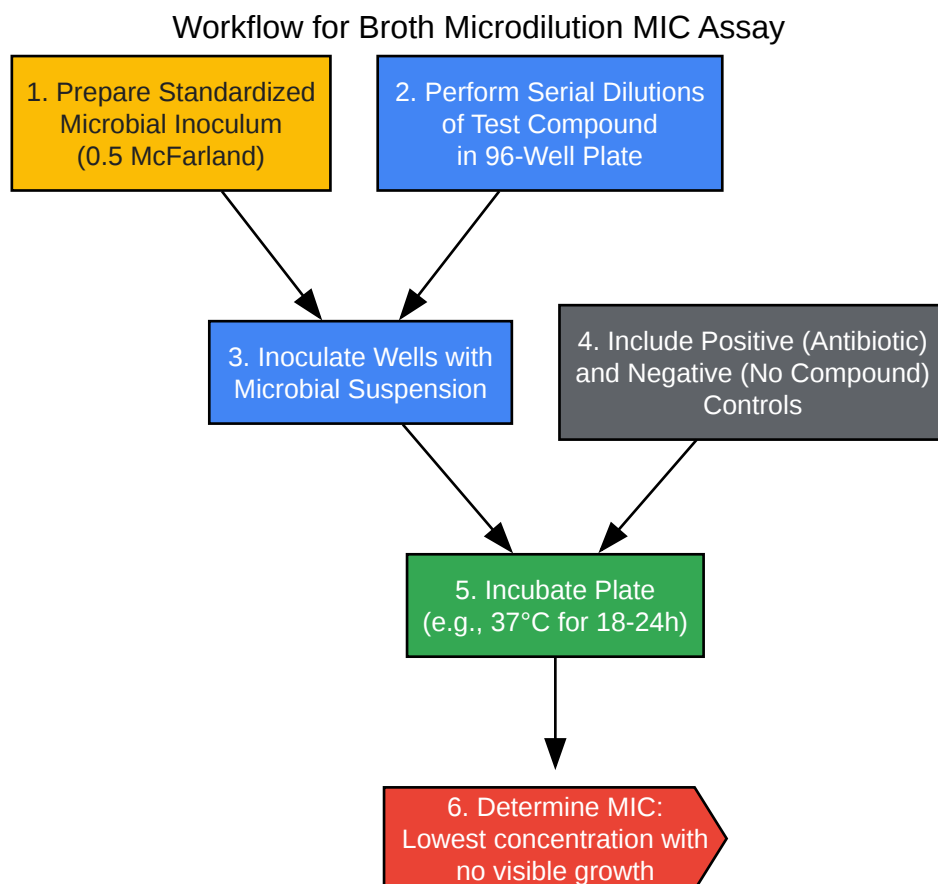 Workflow for Broth Microdilution MIC Assay
1. Prepare Standardized
Microbial Inoculum
(0.5 McFarland)
2. Perform Serial Dilutions
of Test Compound
in 96-Well Plate
3. Inoculate Wells with
Microbial Suspension
4. Include Positive (Antibiotic)
and Negative (No Compound)
Controls
5. Incubate Plate
(e.g., 37°C for 18-24h)
6. Determine MIC:
Lowest concentration with
no visible growth